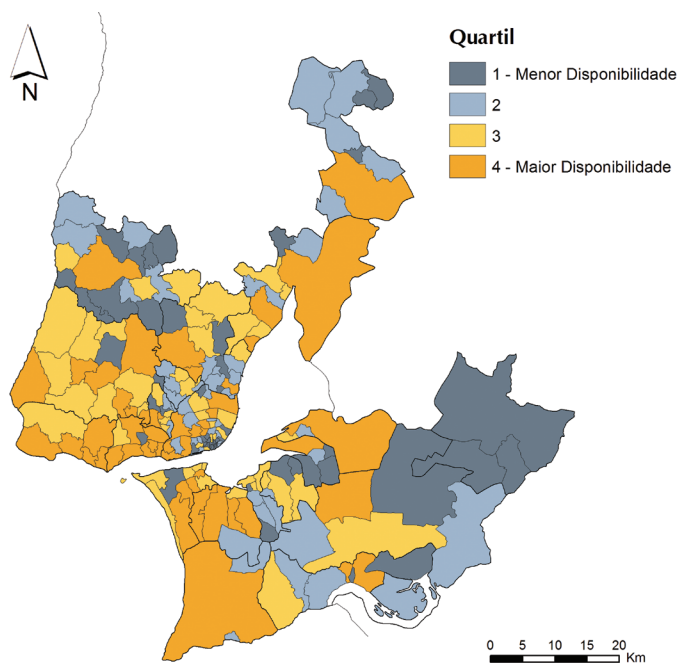 Quartil
1 - Menor Disponibilidade
2
3
4 - Maior Disponibilidade
N
0 5 10 15 20
Km